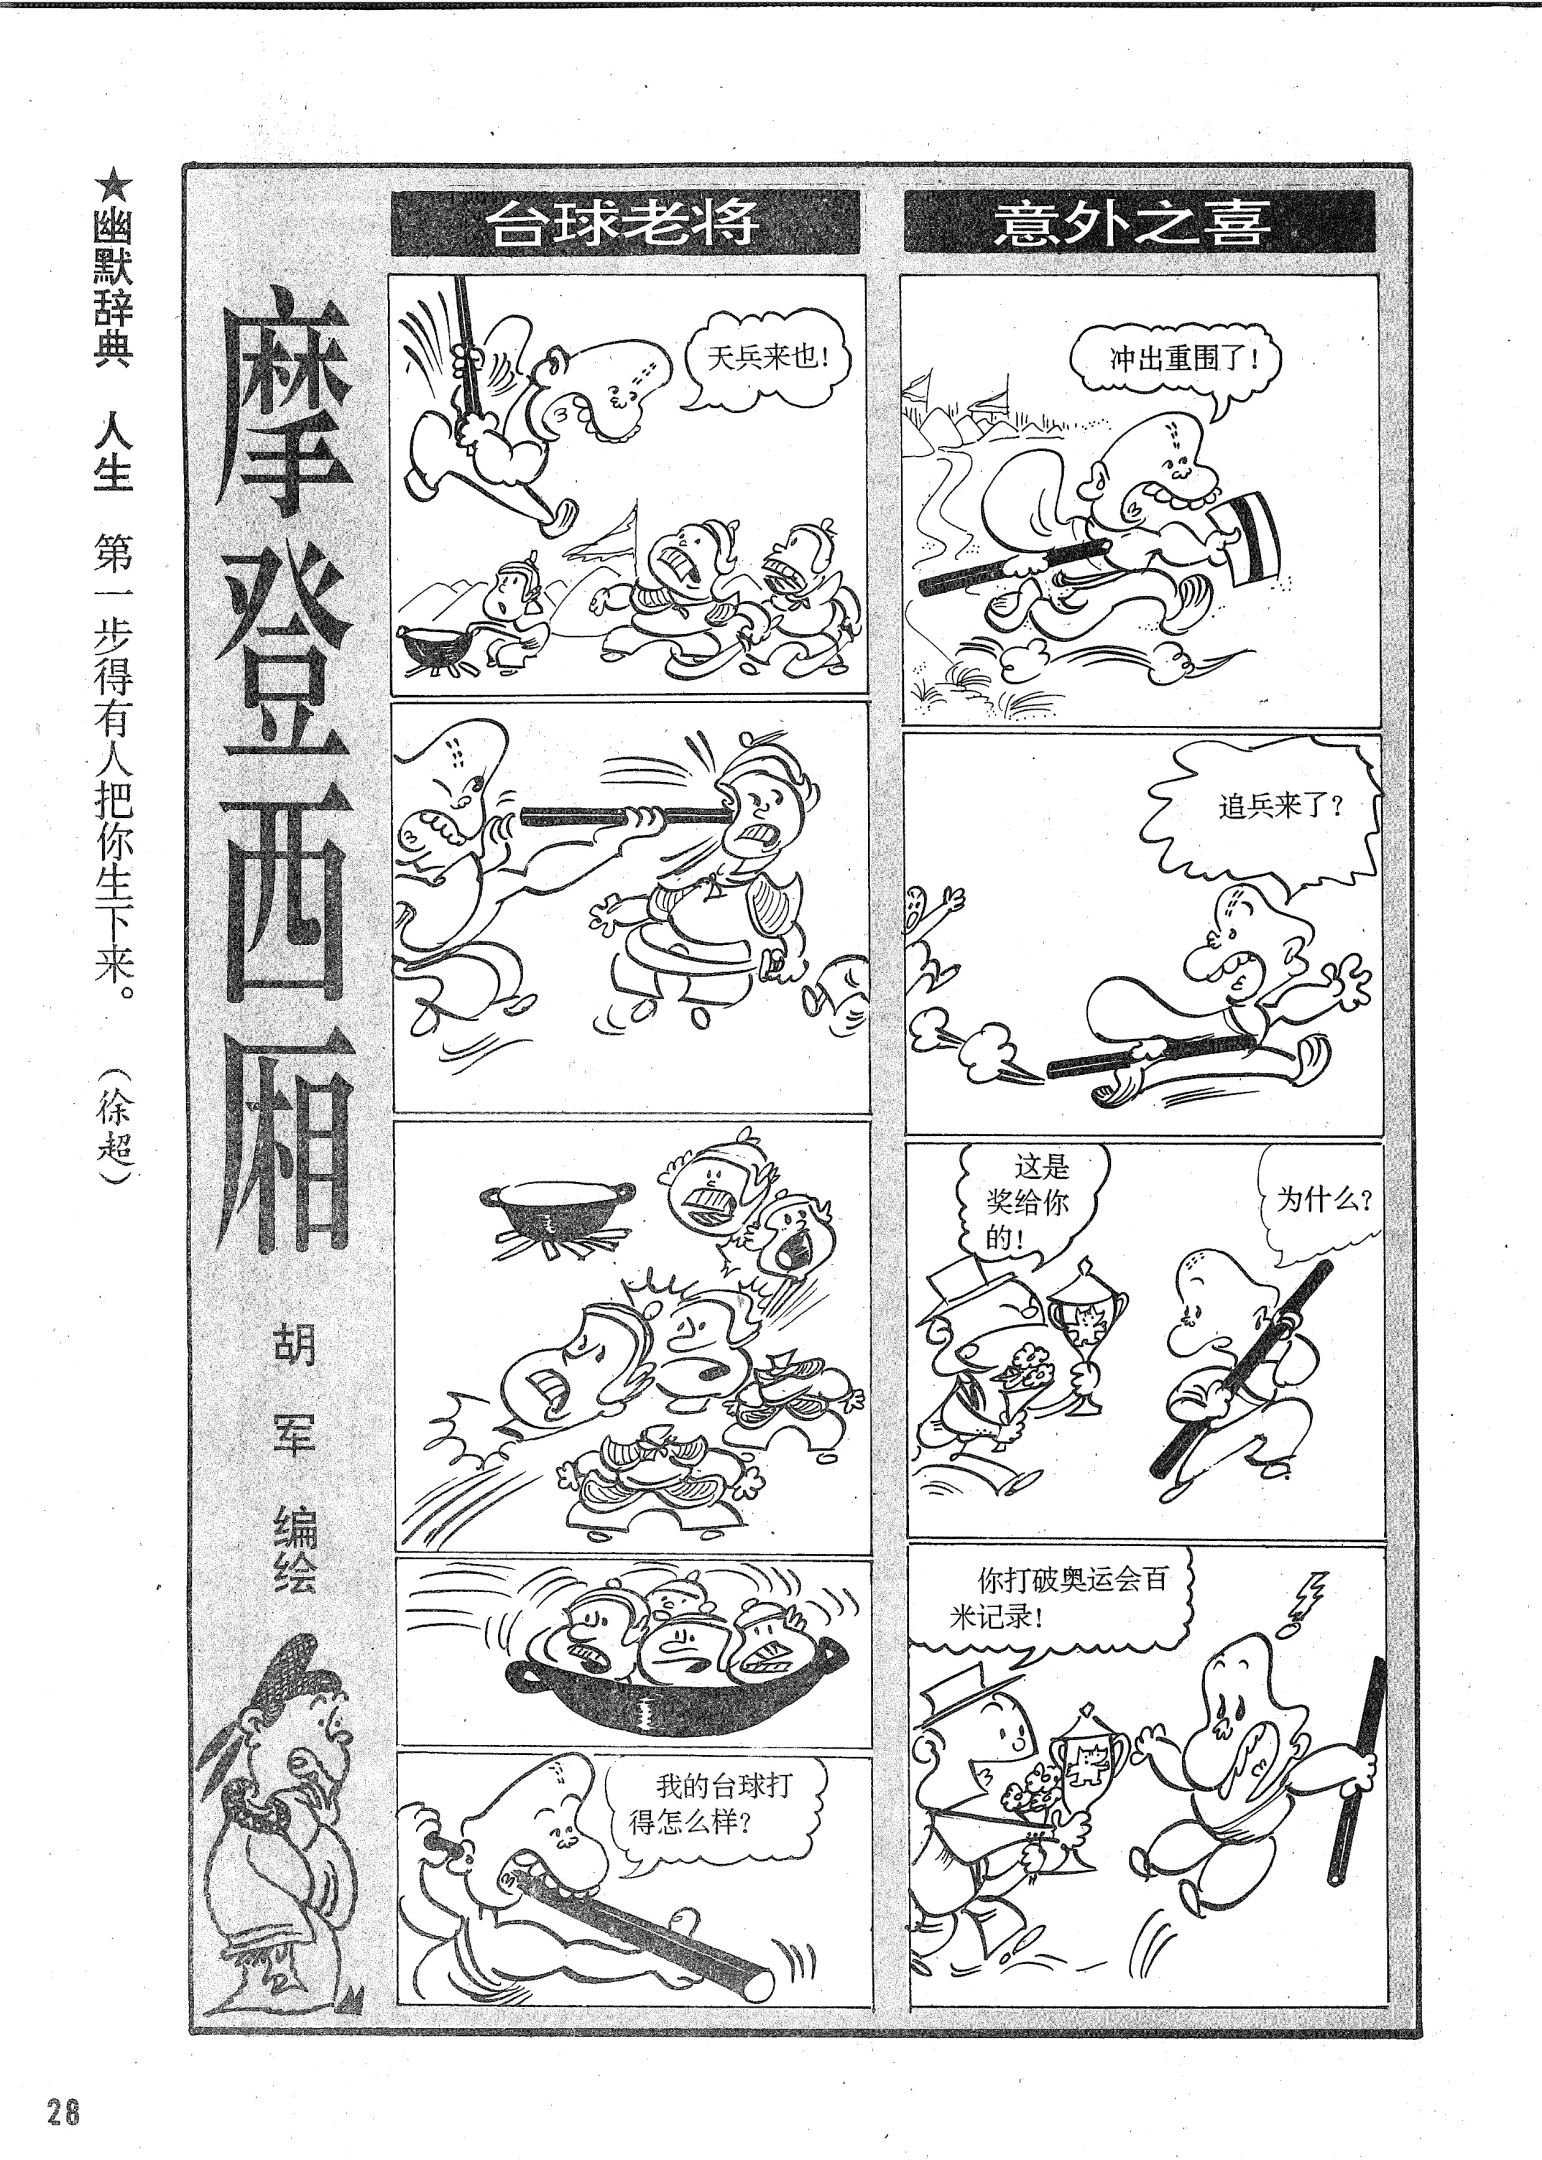 ★幽默辞典 人生 第一步得有人把你生下来。 （徐超）
摩登西厢
胡军 编绘
台球老将
天兵来也！
我的台球打
得怎么样？
意外之喜
冲出重围了！
追兵来了？
这是
奖给你
的！
为什么？
你打破奥运会百
米记录！
28